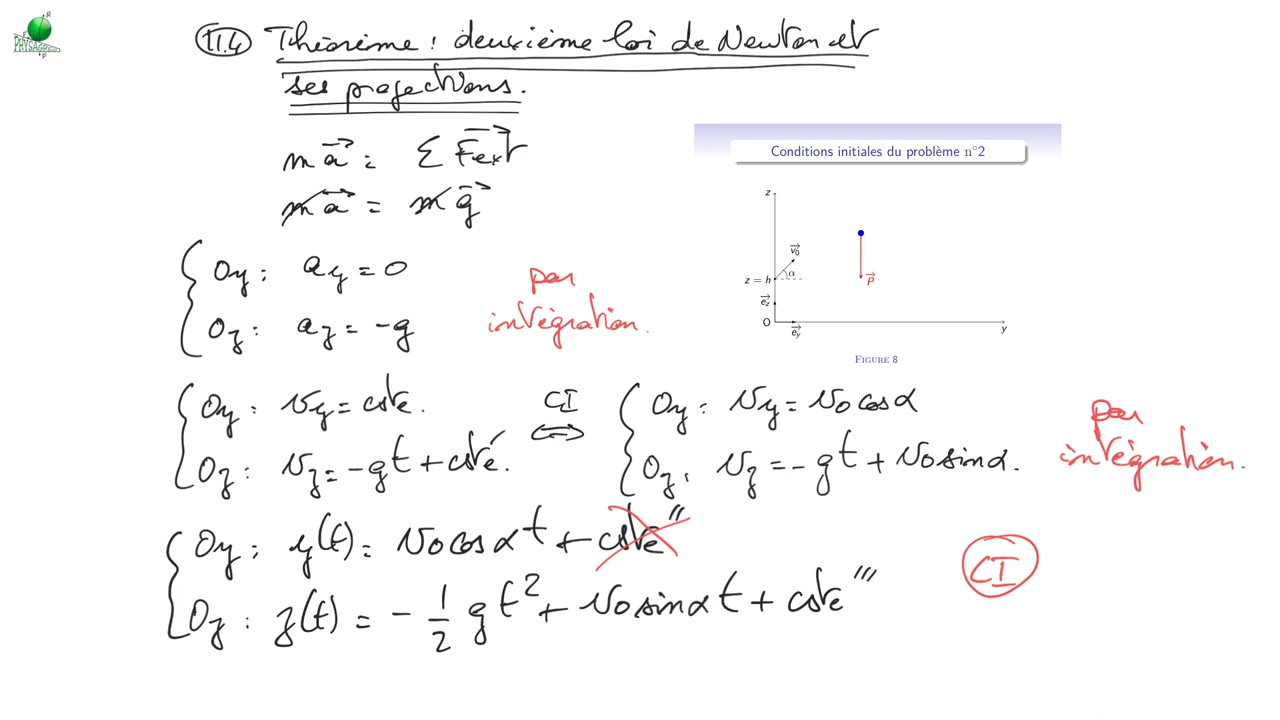 PHYSAGREG
II.4 Théorème : deuxième loi de Newton et
ses projections.
m a⃗ = Σ F⃗ext
m a⃗ = m g⃗
Oy : ay = 0
Oz : az = -g
par
intégration.
Conditions initiales du problème n°2
z
v⃗0
α
z = h
e⃗z
O
e⃗y
y
P⃗
FIGURE 8
Oy : vy = cste.
Oz : vz = -gt + cste'.
CI
⇔
Oy : vy = v0 cos α
Oz : vz = -gt + v0 sin α.
par
intégration.
Oy : y(t) = v0 cos α t + cste''
Oz : z(t) = - 1/2 g t² + v0 sin α t + cste'''
CI